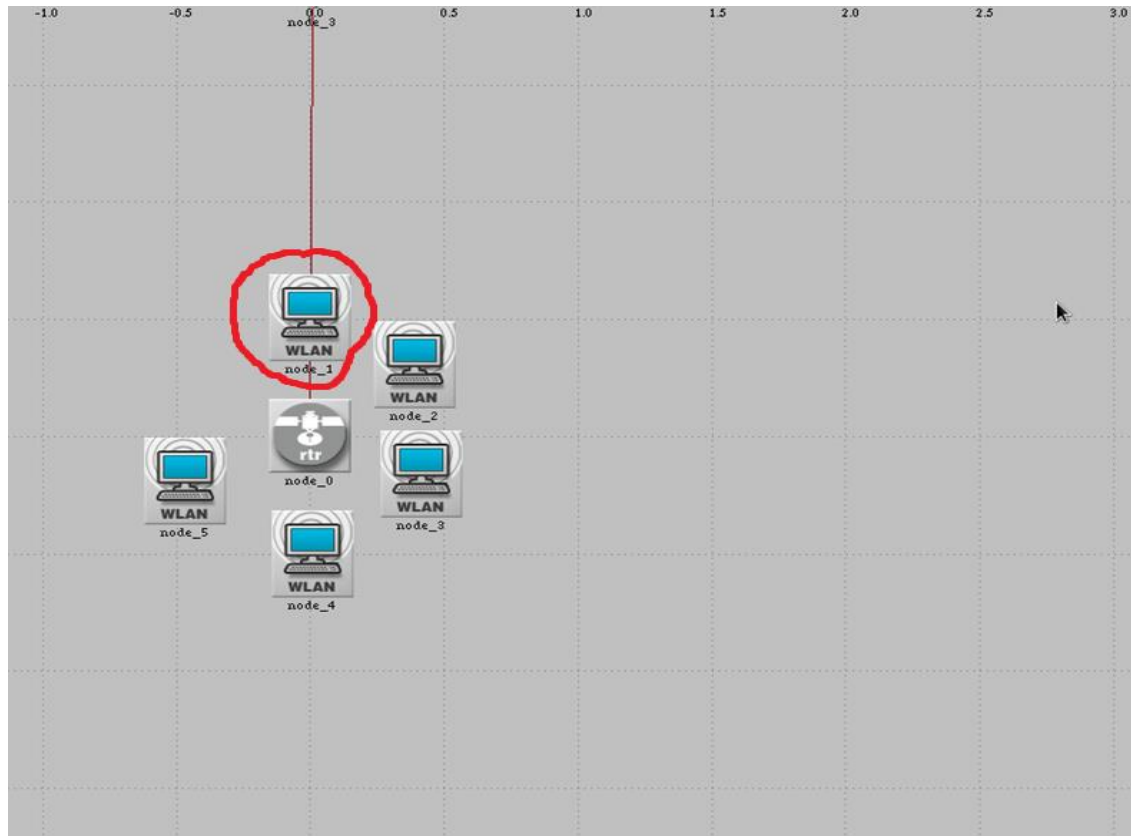 -1.0 -0.5 0.0 0.5 1.0 1.5 2.0 2.5 3.0
node_3
WLAN
node_1
WLAN
node_2
rtr
node_0
WLAN
node_3
WLAN
node_5
WLAN
node_4